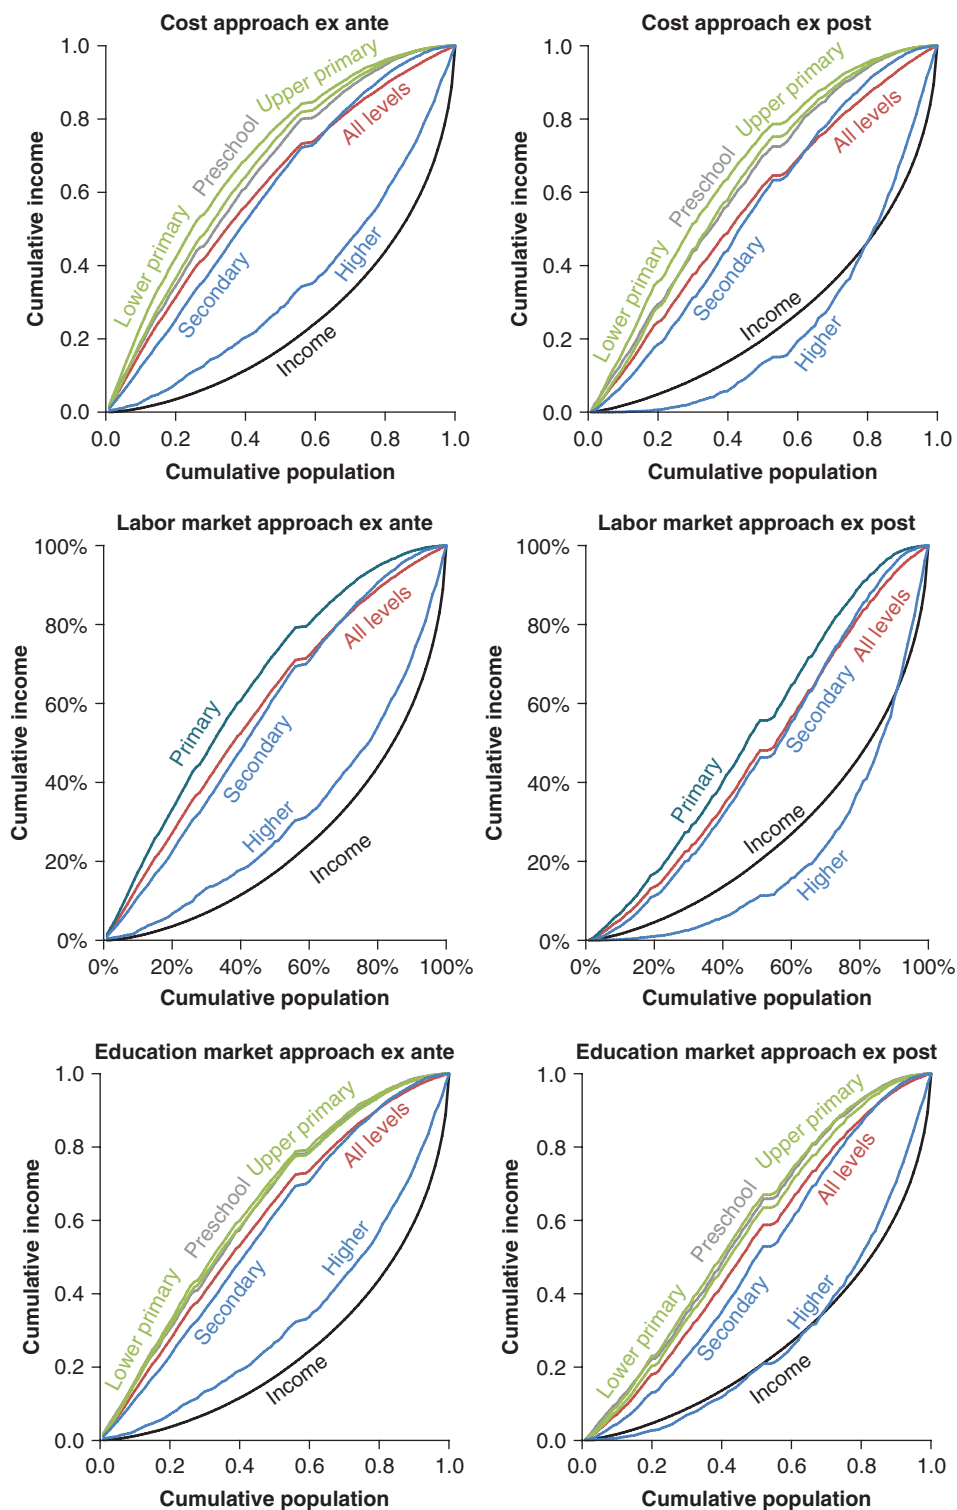 Cost approach ex ante
Cumulative income
1.0
0.8
0.6
0.4
0.2
0.0
0.0 0.2 0.4 0.6 0.8 1.0
Cumulative population
Lower primary
Preschool
Upper primary
All levels
Secondary
Higher
Income
Cost approach ex post
Cumulative income
1.0
0.8
0.6
0.4
0.2
0.0
0.0 0.2 0.4 0.6 0.8 1.0
Cumulative population
Lower primary
Preschool
Upper primary
All levels
Secondary
Income
Higher
Labor market approach ex ante
Cumulative income
100%
80%
60%
40%
20%
0%
0% 20% 40% 60% 80% 100%
Cumulative population
Primary
All levels
Secondary
Higher
Income
Labor market approach ex post
Cumulative income
100%
80%
60%
40%
20%
0%
0% 20% 40% 60% 80% 100%
Cumulative population
Primary
All levels
Secondary
Income
Higher
Education market approach ex ante
Cumulative income
1.0
0.8
0.6
0.4
0.2
0.0
0.0 0.2 0.4 0.6 0.8 1.0
Cumulative population
Lower primary
Preschool
Upper primary
All levels
Secondary
Higher
Income
Education market approach ex post
Cumulative income
1.0
0.8
0.6
0.4
0.2
0.0
0.0 0.2 0.4 0.6 0.8 1.0
Cumulative population
Lower primary
Preschool
Upper primary
All levels
Secondary
Higher
Income